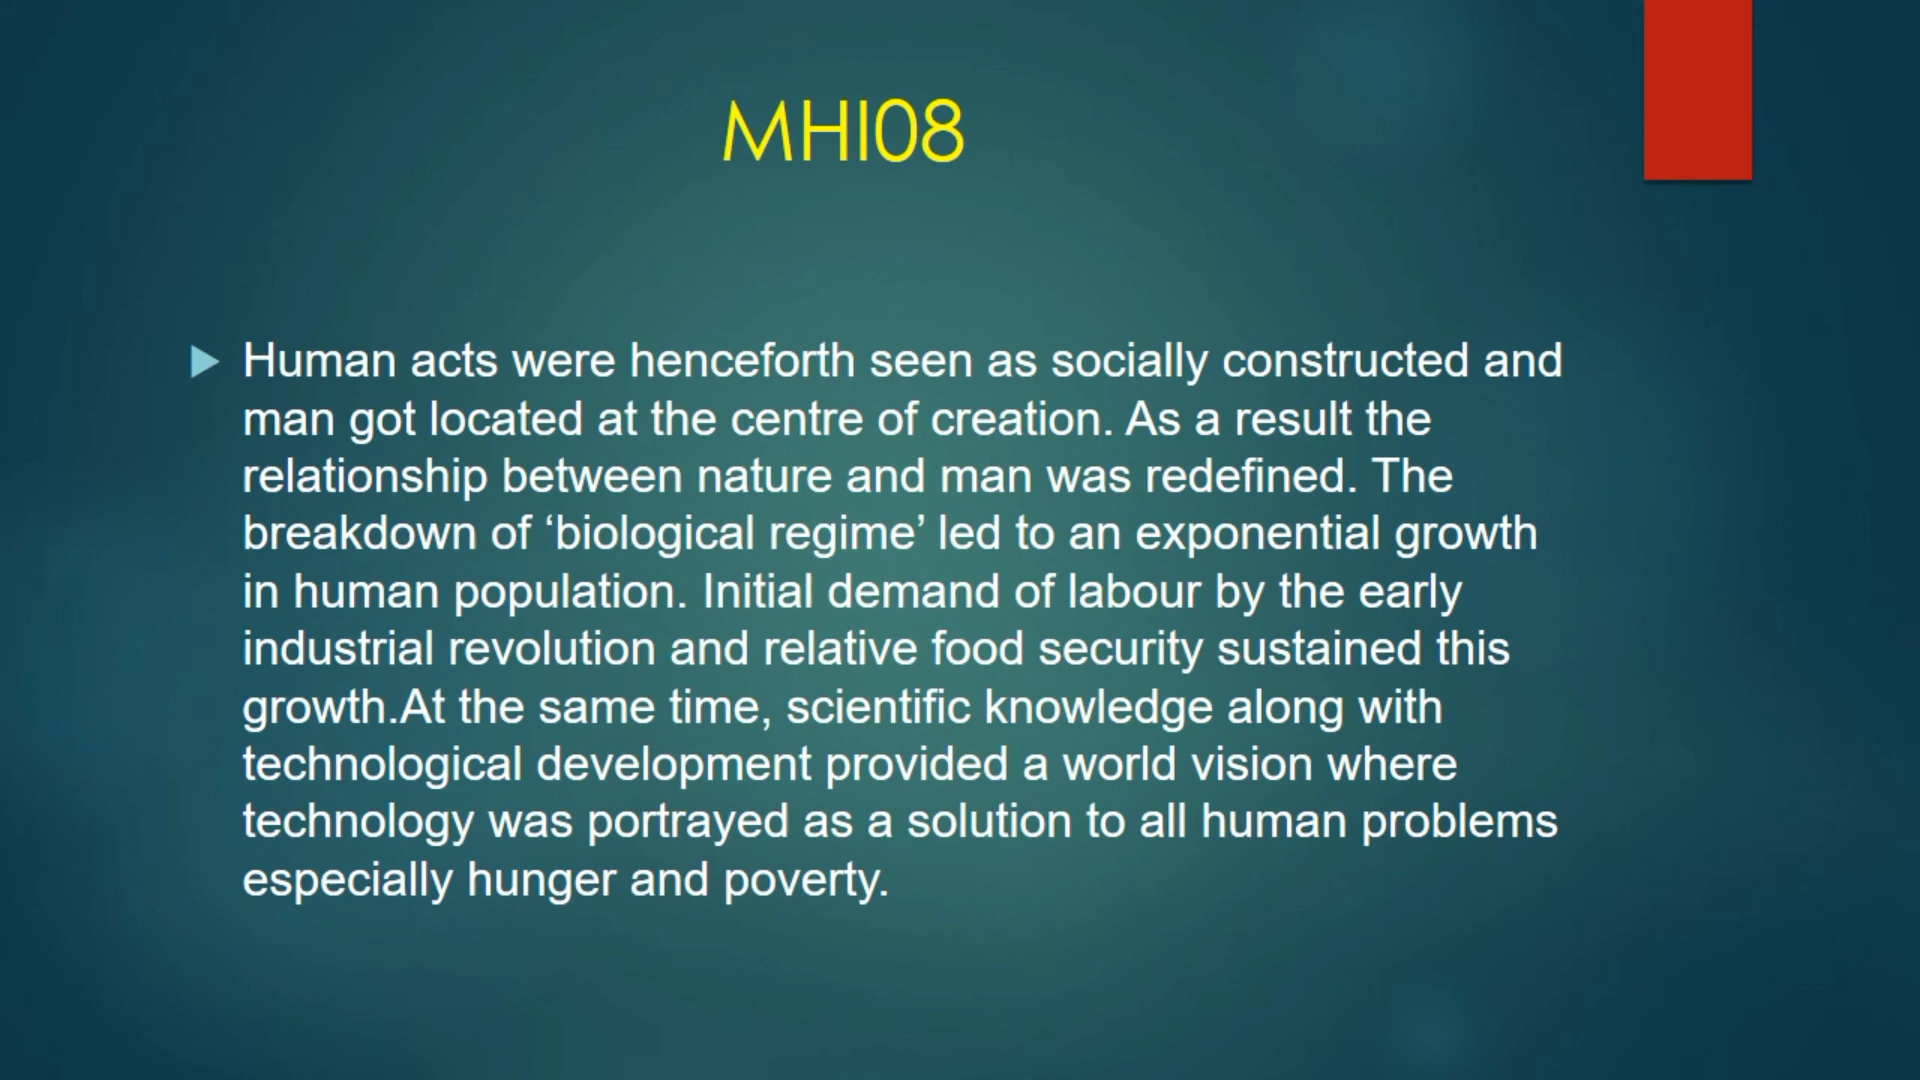 MHI08
Human acts were henceforth seen as socially constructed and
man got located at the centre of creation. As a result the
relationship between nature and man was redefined. The
breakdown of ‘biological regime’ led to an exponential growth
in human population. Initial demand of labour by the early
industrial revolution and relative food security sustained this
growth.At the same time, scientific knowledge along with
technological development provided a world vision where
technology was portrayed as a solution to all human problems
especially hunger and poverty.